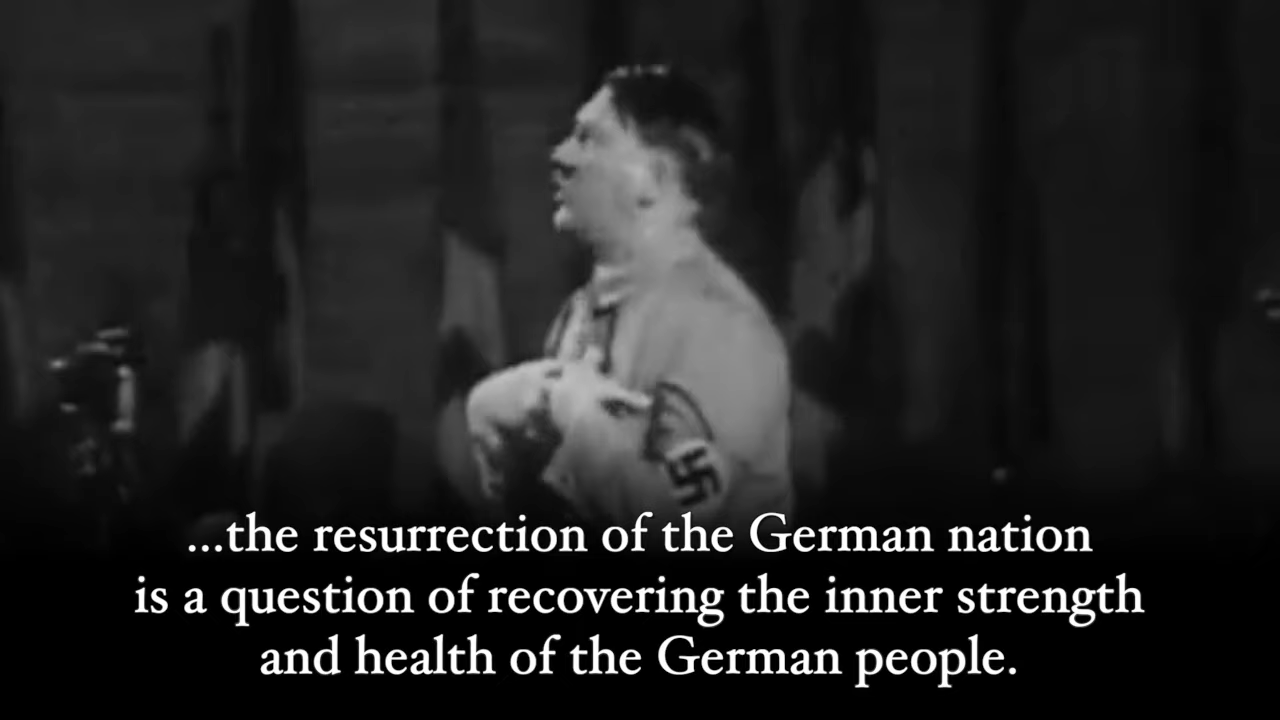 ...the resurrection of the German nation
is a question of recovering the inner strength
and health of the German people.